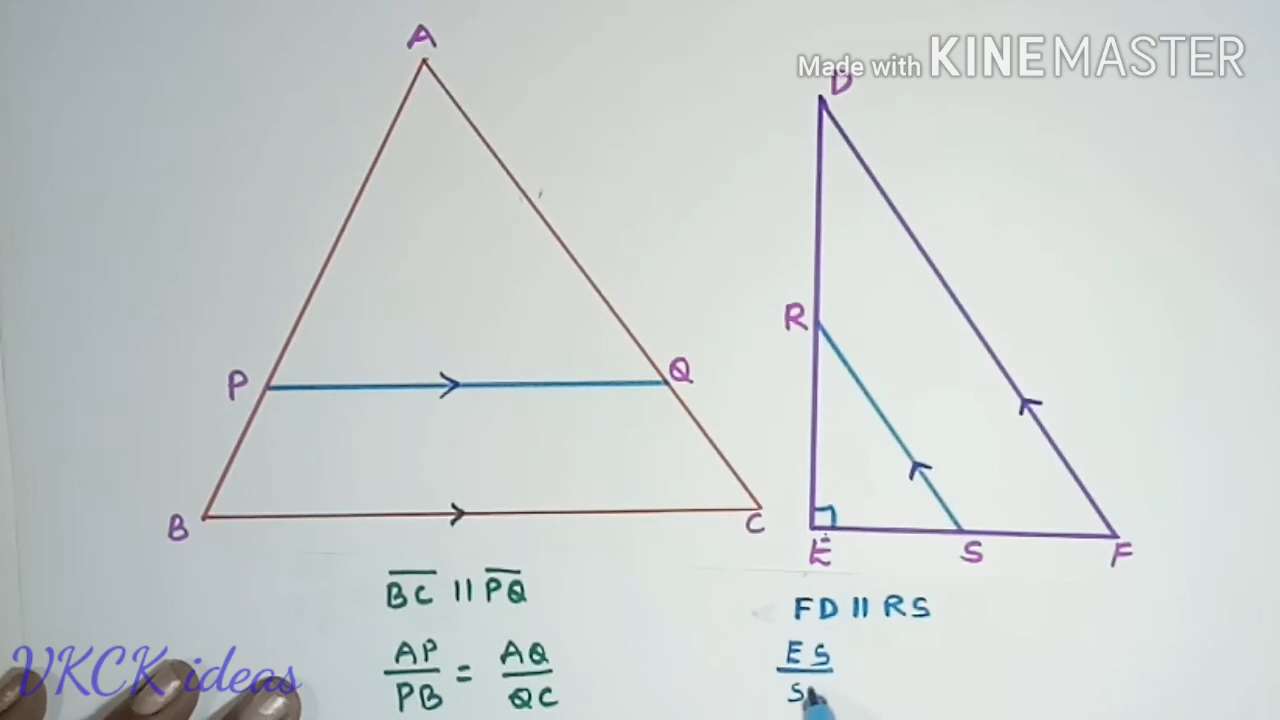 Made with KINEMASTER
A
D
R
P
Q
B
C
E
S
F
BC || PQ
FD || RS
AP
AQ
=
PB
QC
ES
S
VKCK ideas